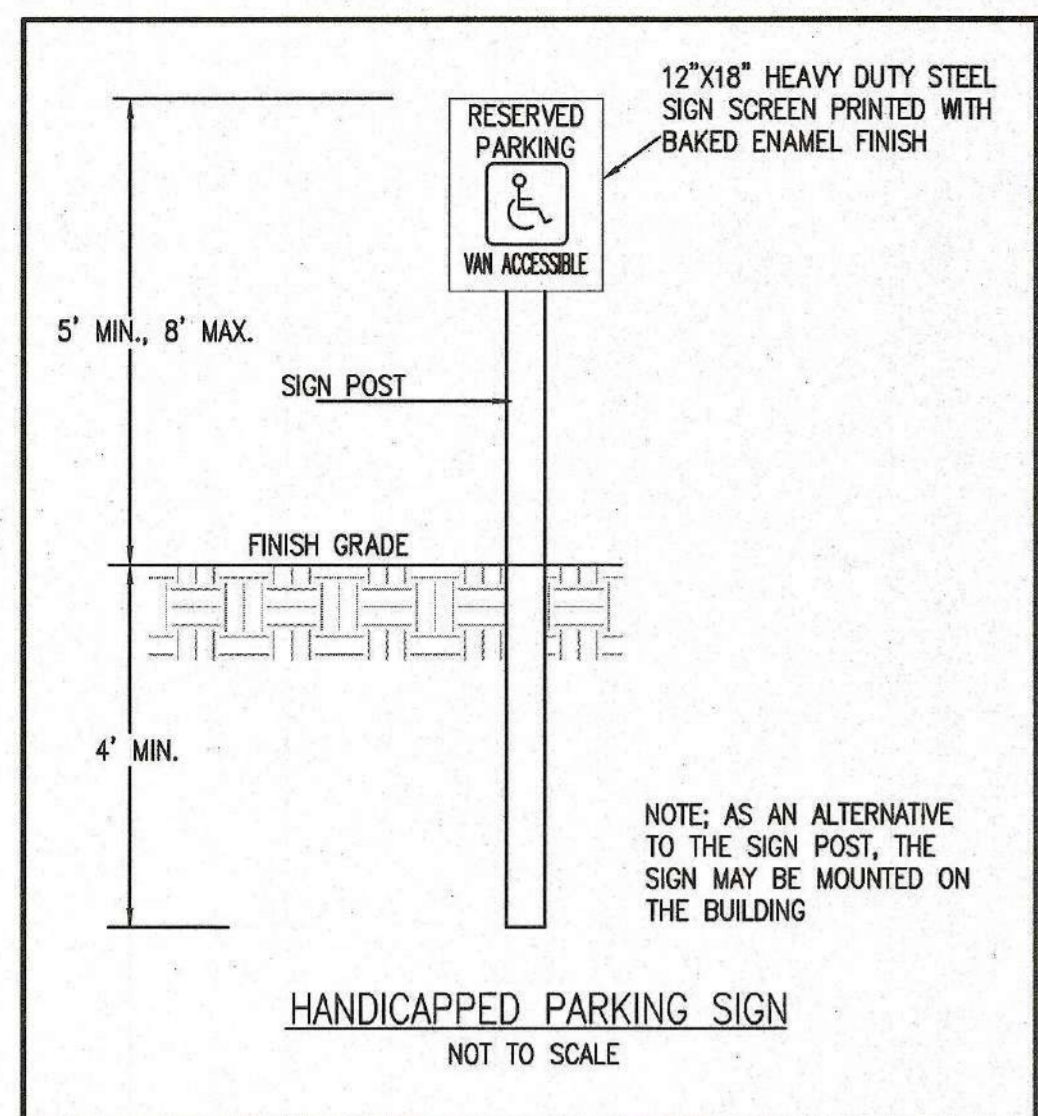 12"X18" HEAVY DUTY STEEL
SIGN SCREEN PRINTED WITH
BAKED ENAMEL FINISH
RESERVED
PARKING
VAN ACCESSIBLE
5' MIN., 8' MAX.
SIGN POST
FINISH GRADE
4' MIN.
NOTE; AS AN ALTERNATIVE
TO THE SIGN POST, THE
SIGN MAY BE MOUNTED ON
THE BUILDING
HANDICAPPED PARKING SIGN
NOT TO SCALE